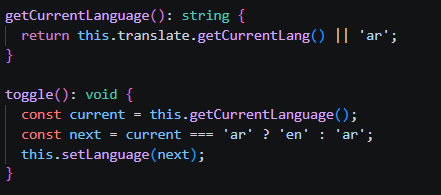 getCurrentLanguage(): string {
  return this.translate.getCurrentLang() || 'ar';
}

toggle(): void {
  const current = this.getCurrentLanguage();
  const next = current === 'ar' ? 'en' : 'ar';
  this.setLanguage(next);
}